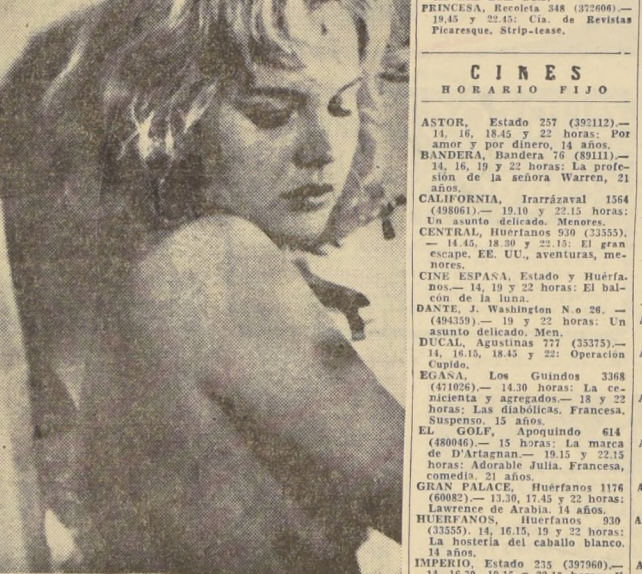 PRINCESA, Recoleta 348 (372606).—
19,45 y 22.45: Cía. de Revistas
Picaresque, Strip-tease.
CINES
HORARIO FIJO
ASTOR, Estado 257 (392112).—
14, 16, 18.45 y 22 horas: Por
amor y por dinero, 14 años.
BANDERA, Bandera 76 (89111).—
14, 16, 19 y 22 horas: La profe-
sión de la señora Warren, 21
años.
CALIFORNIA, Irarrázaval 1564
(498061).— 19.10 y 22.15 horas:
Un asunto delicado. Menores.
CENTRAL, Huérfanos 930 (33555).
— 14.45, 18.30 y 22.15: El gran
escape. EE. UU., aventuras, me-
nores.
CINE ESPAÑA, Estado y Huérfa-
nos.— 14, 19 y 22 horas: El bal-
cón de la luna.
DANTE, J. Washington N.o 26. —
(494359).— 19 y 22 horas: Un
asunto delicado. Men.
DUCAL, Agustinas 777 (35375).—
14, 16.15, 18.45 y 22: Operación
Cupido.
EGAÑA, Los Guindos 3368
(471026).— 14.30 horas: La ce-
nicienta y agregados.— 18 y 22
horas: Las diabólicas. Francesa.
Suspenso. 15 años.
EL GOLF, Apoquindo 614
(480046).— 15 horas: La marca
de D'Artagnan.— 19.15 y 22.15
horas: Adorable Julia. Francesa,
comedia. 21 años.
GRAN PALACE, Huérfanos 1176
(60082).— 13.30, 17.45 y 22 horas:
Lawrence de Arabia. 14 años.
HUERFANOS, Huerfanos 930
(33555). 14, 16.15, 19 y 22 horas:
La hostería del caballo blanco.
14 años.
IMPERIO, Estado 235 (397960).—